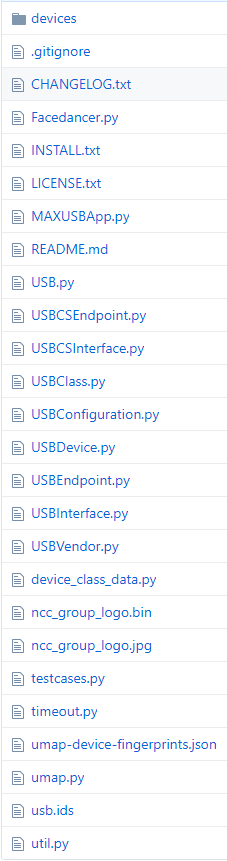 devices
.gitignore
CHANGELOG.txt
Facedancer.py
INSTALL.txt
LICENSE.txt
MAXUSBApp.py
README.md
USB.py
USBCSEndpoint.py
USBCSInterface.py
USBClass.py
USBConfiguration.py
USBDevice.py
USBEndpoint.py
USBInterface.py
USBVendor.py
device_class_data.py
ncc_group_logo.bin
ncc_group_logo.jpg
testcases.py
timeout.py
umap-device-fingerprints.json
umap.py
usb.ids
util.py